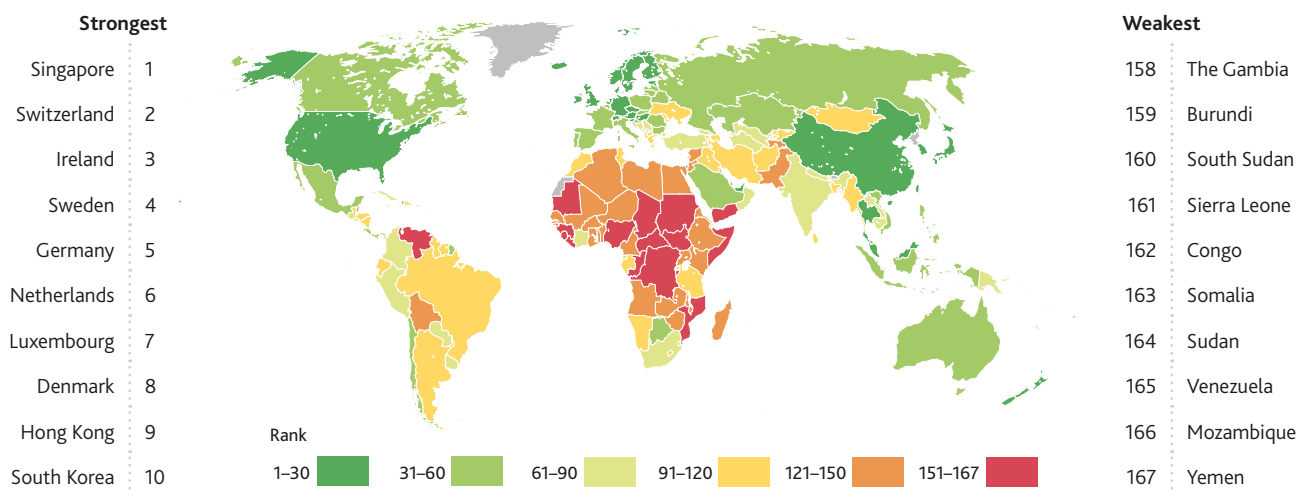 Strongest
Singapore 1
Switzerland 2
Ireland 3
Sweden 4
Germany 5
Netherlands 6
Luxembourg 7
Denmark 8
Hong Kong 9
South Korea 10
Rank
1–30 31–60 61–90 91–120 121–150 151–167
Weakest
158 The Gambia
159 Burundi
160 South Sudan
161 Sierra Leone
162 Congo
163 Somalia
164 Sudan
165 Venezuela
166 Mozambique
167 Yemen